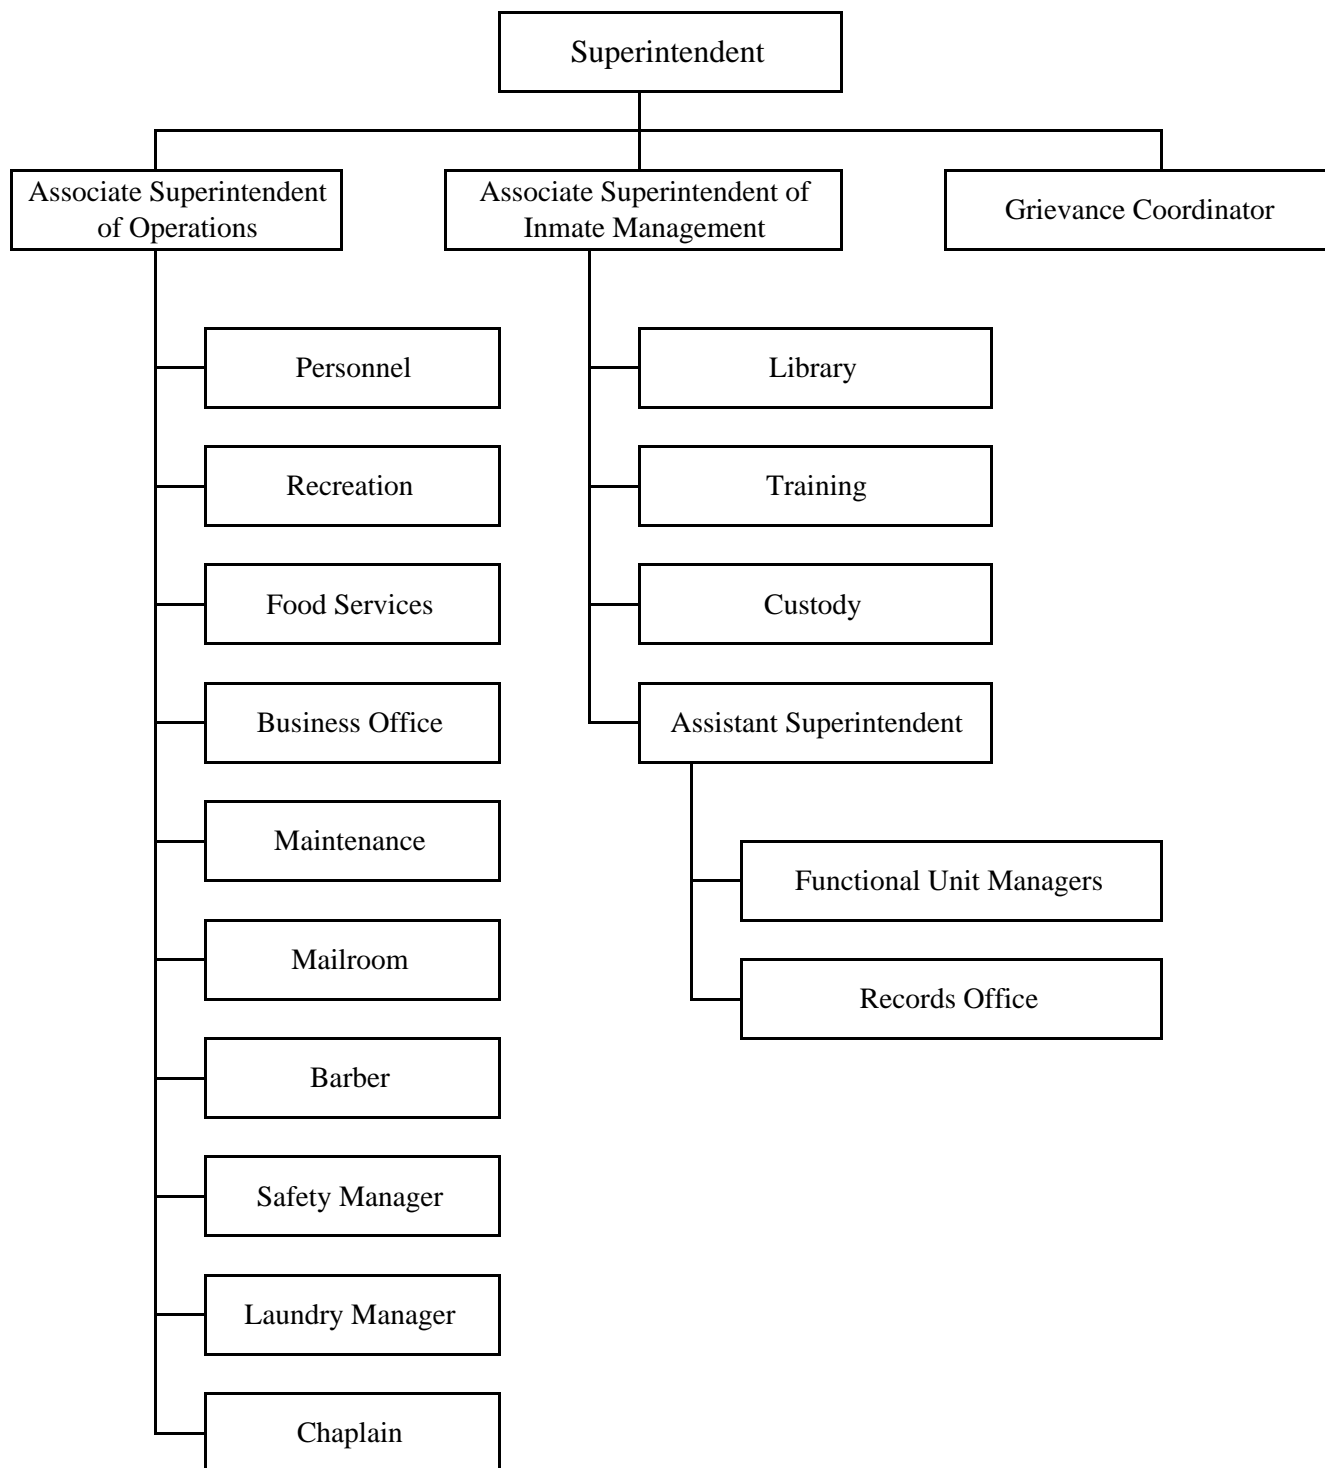 Superintendent
Associate Superintendent
of Operations
Associate Superintendent of
Inmate Management
Grievance Coordinator
Personnel
Recreation
Food Services
Business Office
Maintenance
Mailroom
Barber
Safety Manager
Laundry Manager
Chaplain
Library
Training
Custody
Assistant Superintendent
Functional Unit Managers
Records Office